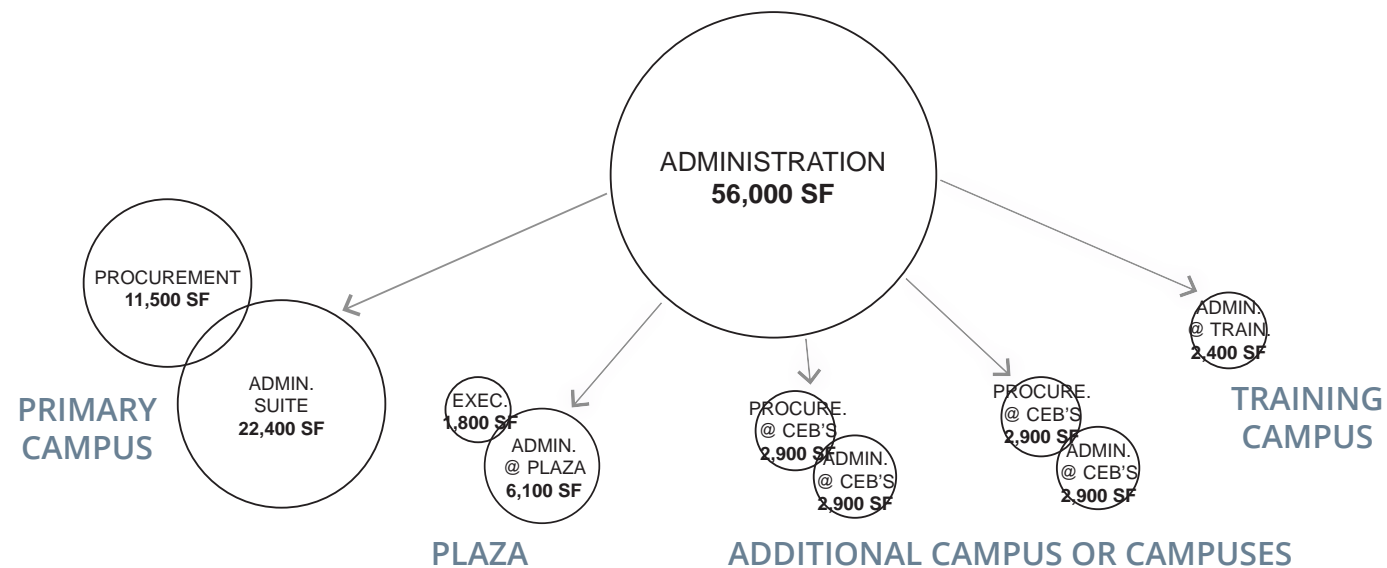 ADMINISTRATION
56,000 SF
PROCUREMENT
11,500 SF
ADMIN.
SUITE
22,400 SF
PRIMARY
CAMPUS
EXEC.
1,800 SF
ADMIN.
@ PLAZA
6,100 SF
PLAZA
PROCURE.
@ CEB'S
2,900 SF
ADMIN.
@ CEB'S
2,900 SF
PROCURE.
@ CEB'S
2,900 SF
ADMIN.
@ CEB'S
2,900 SF
ADDITIONAL CAMPUS OR CAMPUSES
ADMIN.
@ TRAIN.
2,400 SF
TRAINING
CAMPUS